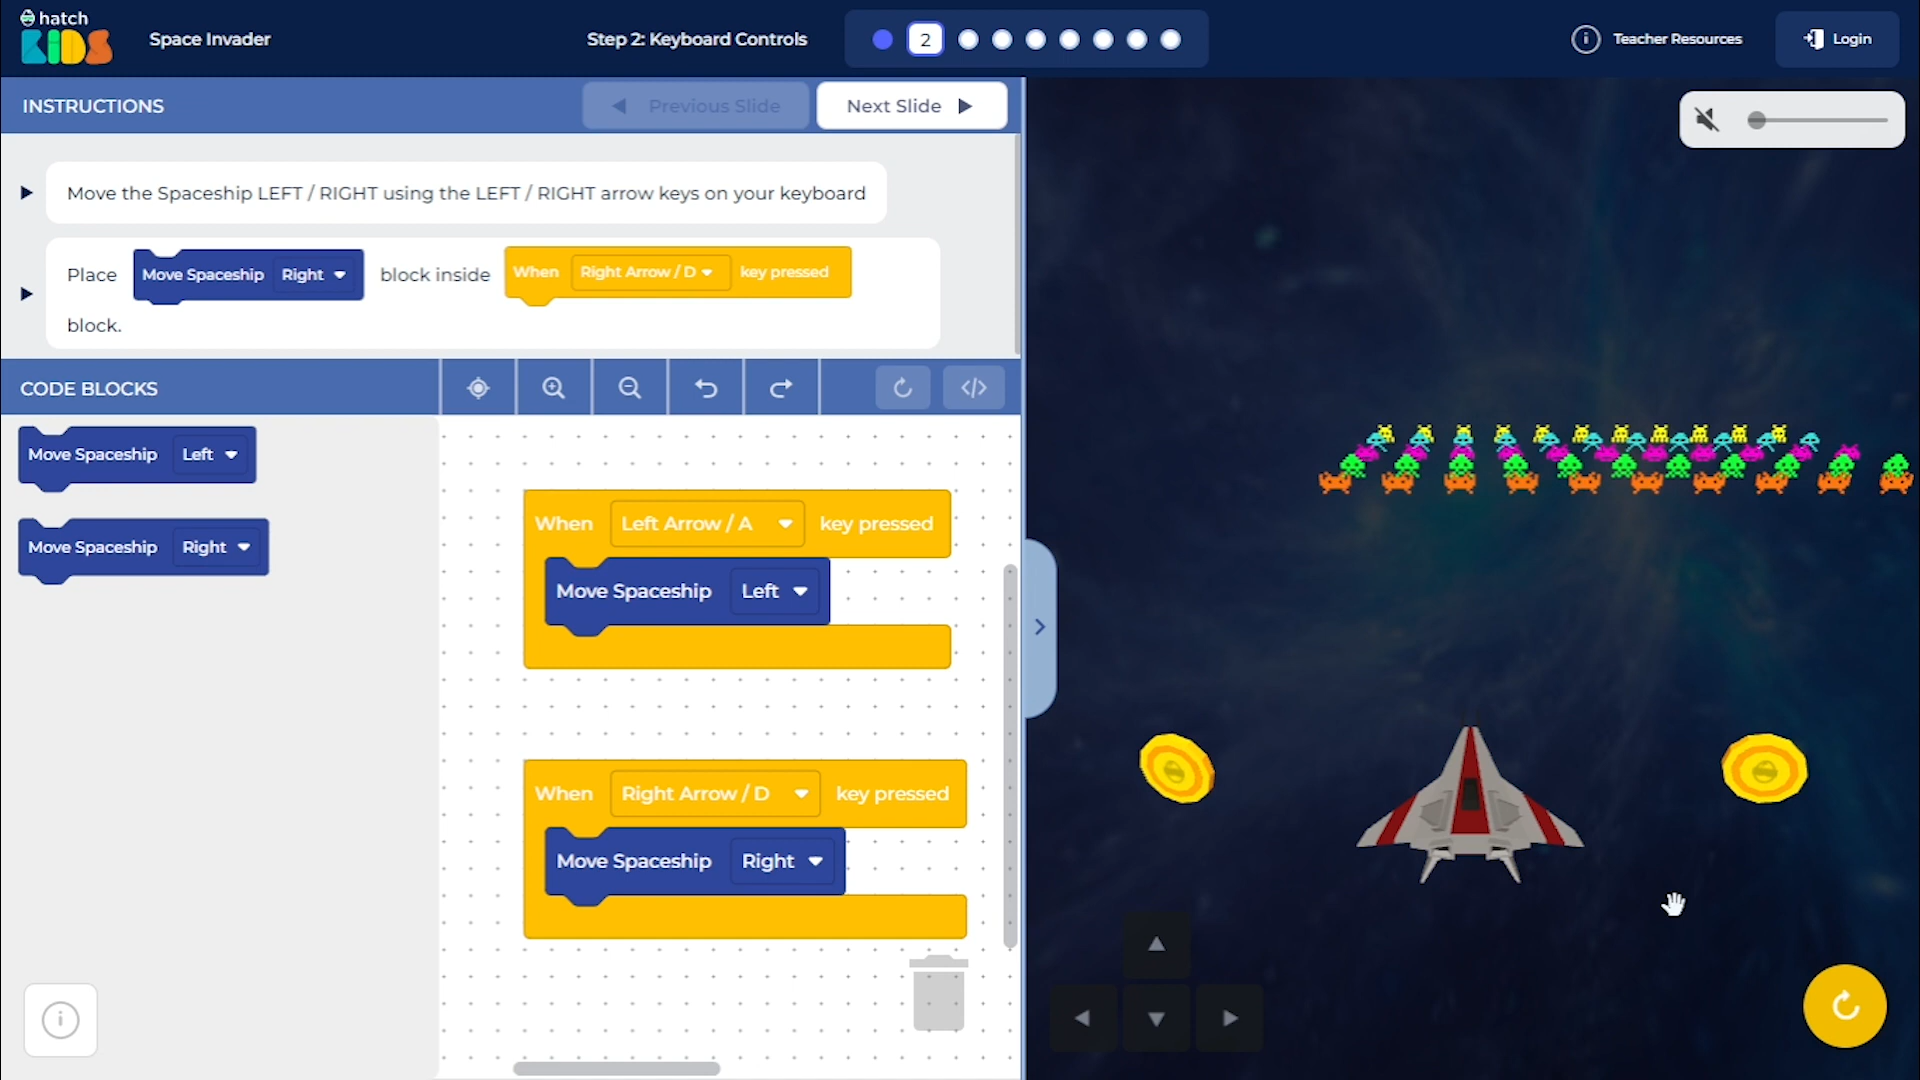 hatch
KIDS
Space Invader
Step 2: Keyboard Controls
2
Teacher Resources
Login
INSTRUCTIONS
Previous Slide
Next Slide
Move the Spaceship LEFT / RIGHT using the LEFT / RIGHT arrow keys on your keyboard
Place Move Spaceship Right block inside When Right Arrow / D key pressed
block.
CODE BLOCKS
Move Spaceship Left
Move Spaceship Right
When Left Arrow / A key pressed
Move Spaceship Left
When Right Arrow / D key pressed
Move Spaceship Right